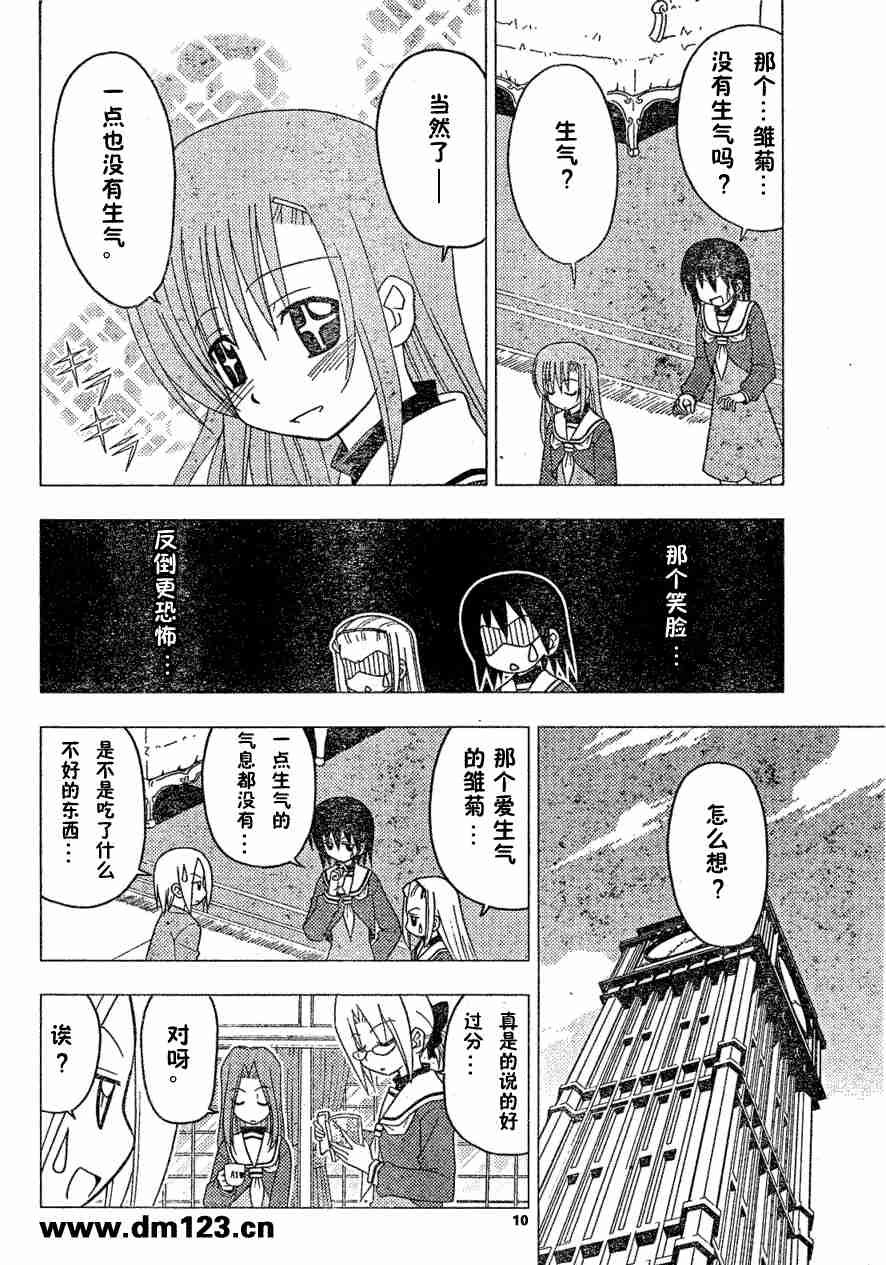 那个…雏菊…
没有生气吗？
生气？
当然了—
一点也没有生气。
キラ
キラ
那个笑脸…
反倒更恐怖…
怎么想？
那个爱生气
的雏菊…
一点生气的
气息都没有…
是不是吃了什么
不好的东西…
真是的说的好
过分…
对呀。
诶？
A1
10
www.dm123.cn